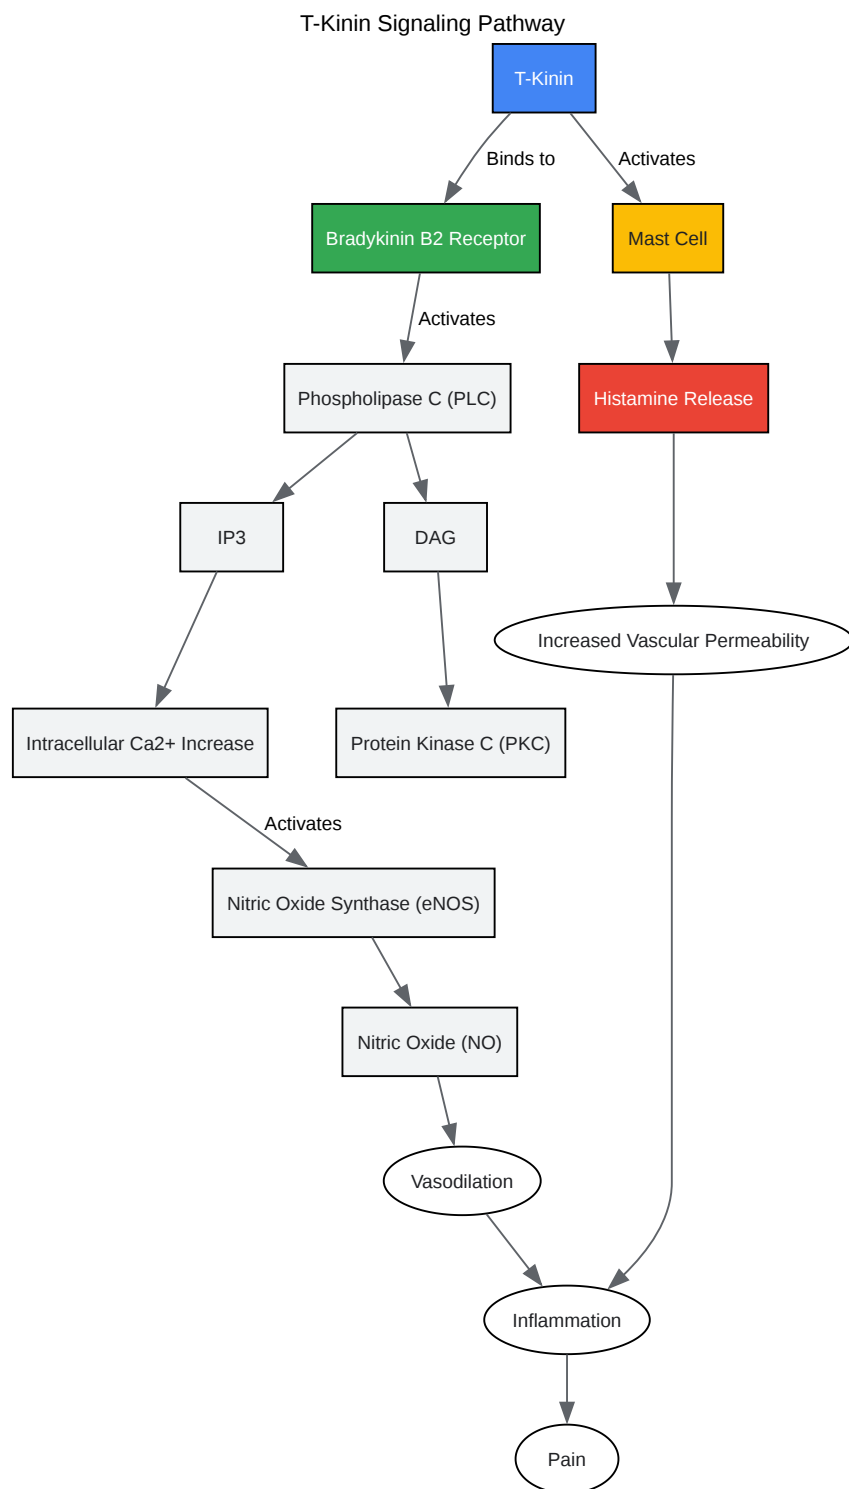 T-Kinin Signaling Pathway
T-Kinin
Binds to
Activates
Bradykinin B2 Receptor
Mast Cell
Activates
Phospholipase C (PLC)
Histamine Release
IP3
DAG
Increased Vascular Permeability
Intracellular Ca2+ Increase
Protein Kinase C (PKC)
Activates
Nitric Oxide Synthase (eNOS)
Nitric Oxide (NO)
Vasodilation
Inflammation
Pain